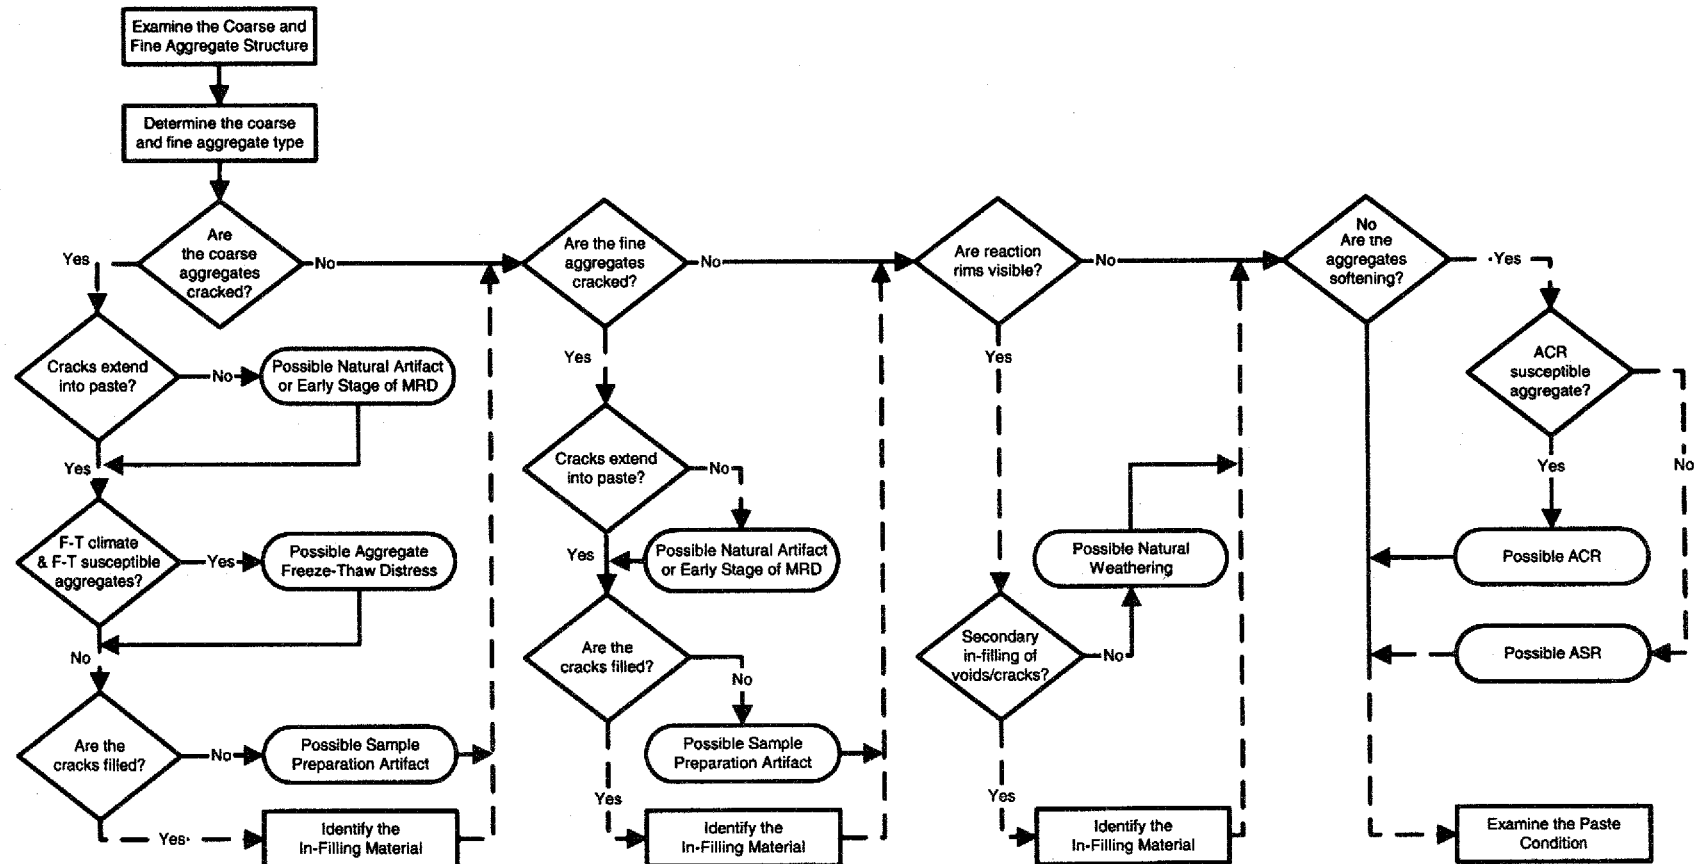 Examine the Coarse and
Fine Aggregate Structure
Determine the coarse
and fine aggregate type
Are
the coarse
aggregates
cracked?
Yes
No
Cracks extend
into paste?
No
Possible Natural Artifact
or Early Stage of MRD
Yes
F-T climate
& F-T susceptible
aggregates?
Yes
Possible Aggregate
Freeze-Thaw Distress
No
Are the
cracks filled?
No
Possible Sample
Preparation Artifact
Yes
Identify the
In-Filling Material
Are the fine
aggregates
cracked?
No
Yes
Cracks extend
into paste?
No
Yes
Possible Natural Artifact
or Early Stage of MRD
Are the
cracks filled?
No
Possible Sample
Preparation Artifact
Yes
Identify the
In-Filling Material
Are reaction
rims visible?
No
Yes
Possible Natural
Weathering
Secondary
in-filling of
voids/cracks?
No
Yes
Identify the
In-Filling Material
No
Are the
aggregates
softening?
Yes
ACR
susceptible
aggregate?
Yes
No
Possible ACR
Possible ASR
Examine the Paste
Condition